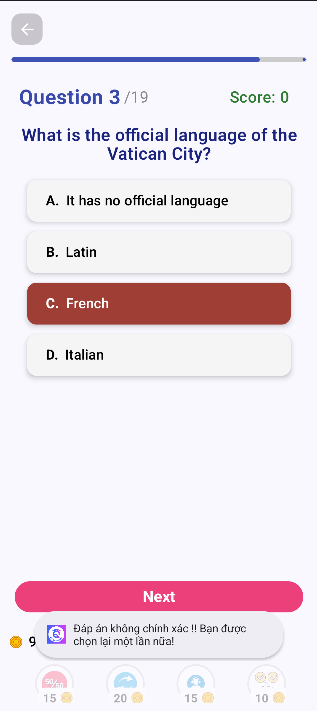 Question 3 /19
Score: 0
What is the official language of the
Vatican City?
A. It has no official language
B. Latin
C. French
D. Italian
Next
9
Đáp án không chính xác !! Bạn được
chọn lại một lần nữa!
50/50
15
20
15
10